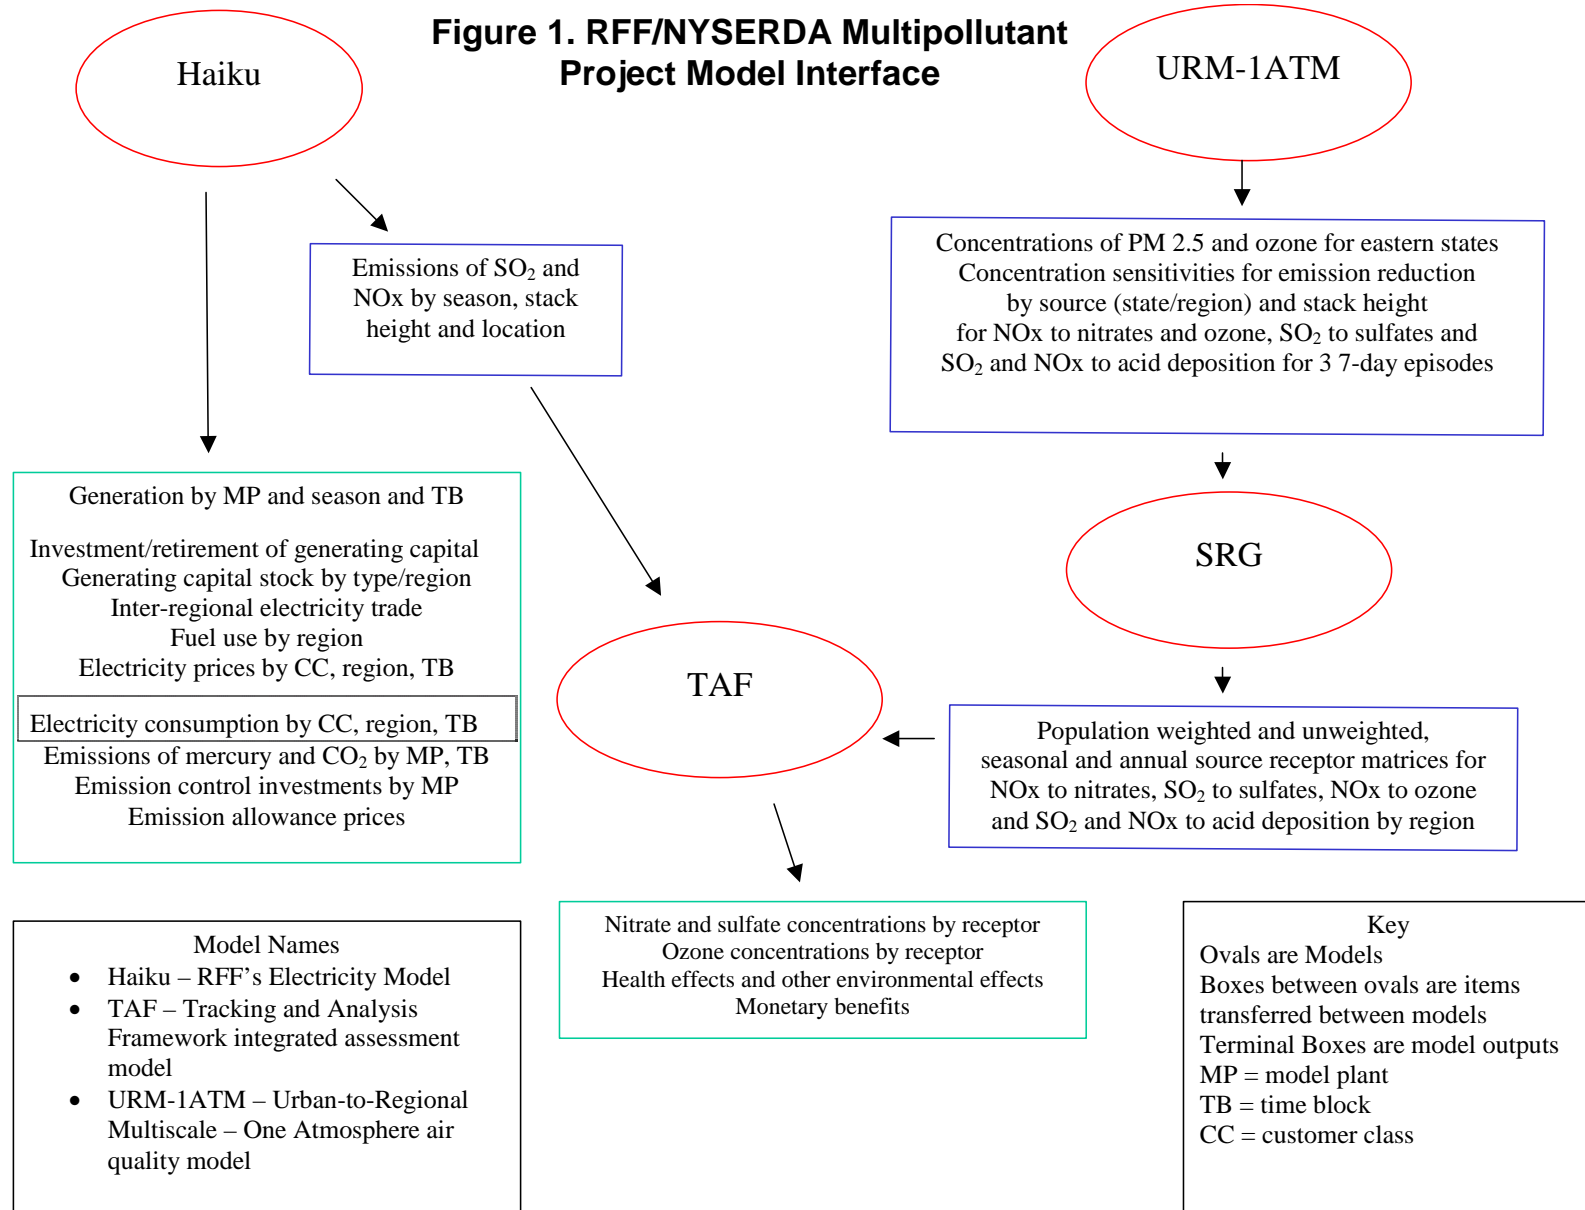 Figure 1. RFF/NYSERDA Multipollutant
Project Model Interface
Haiku
URM-1ATM
Emissions of SO₂ and
NOx by season, stack
height and location
Concentrations of PM 2.5 and ozone for eastern states
Concentration sensitivities for emission reduction
by source (state/region) and stack height
for NOx to nitrates and ozone, SO₂ to sulfates and
SO₂ and NOx to acid deposition for 3 7-day episodes
Generation by MP and season and TB
Investment/retirement of generating capital
Generating capital stock by type/region
Inter-regional electricity trade
Fuel use by region
Electricity prices by CC, region, TB
Electricity consumption by CC, region, TB
Emissions of mercury and CO₂ by MP, TB
Emission control investments by MP
Emission allowance prices
SRG
TAF
Population weighted and unweighted,
seasonal and annual source receptor matrices for
NOx to nitrates, SO₂ to sulfates, NOx to ozone
and SO₂ and NOx to acid deposition by region
Nitrate and sulfate concentrations by receptor
Ozone concentrations by receptor
Health effects and other environmental effects
Monetary benefits
Model Names
• Haiku – RFF's Electricity Model
• TAF – Tracking and Analysis
Framework integrated assessment
model
• URM-1ATM – Urban-to-Regional
Multiscale – One Atmosphere air
quality model
Key
Ovals are Models
Boxes between ovals are items
transferred between models
Terminal Boxes are model outputs
MP = model plant
TB = time block
CC = customer class